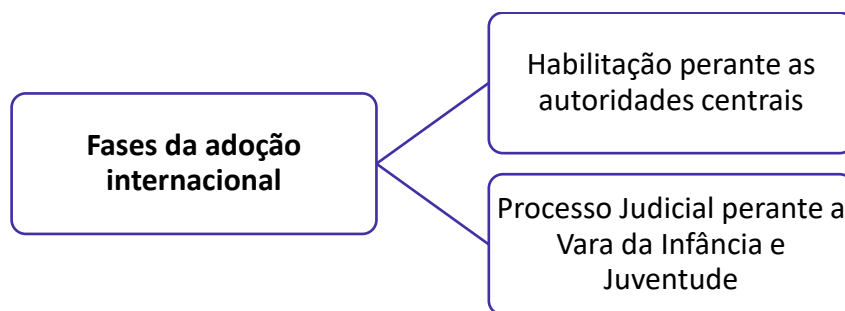 Fases da adoção
internacional
Habilitação perante as
autoridades centrais
Processo Judicial perante a
Vara da Infância e
Juventude